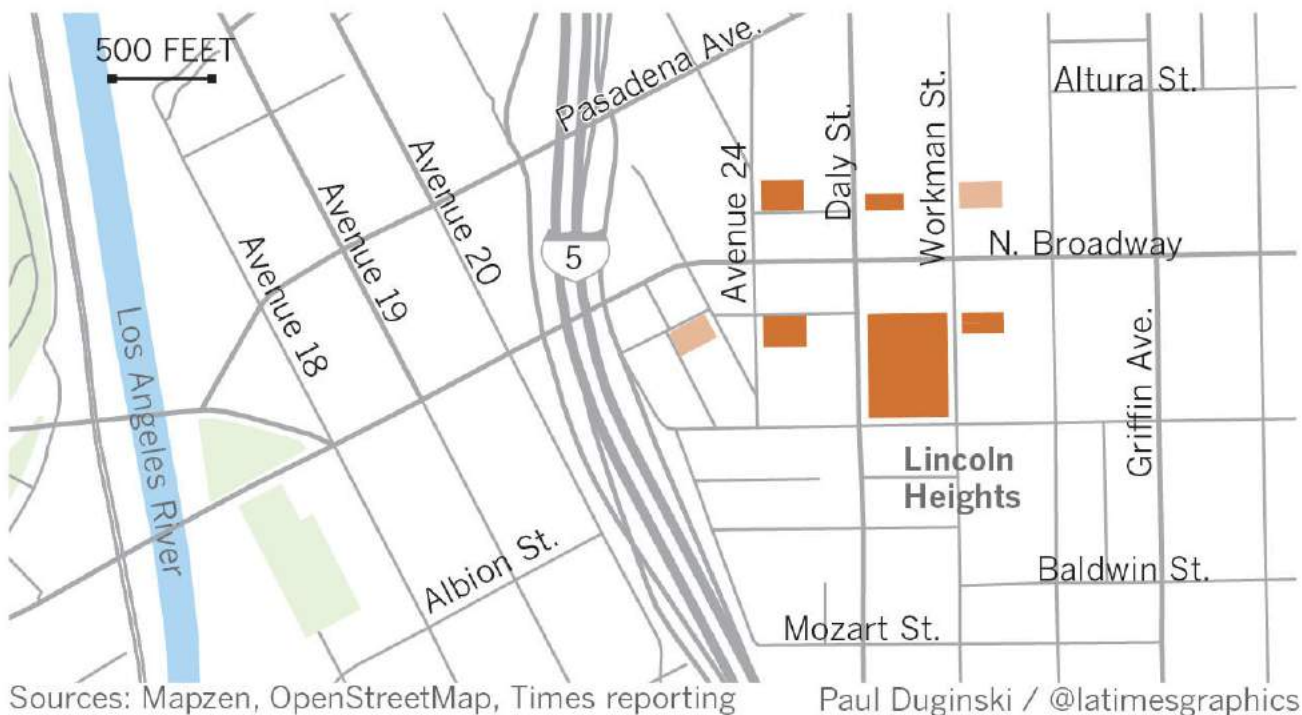 500 FEET
Pasadena Ave.
Altura St.
Avenue 18
Avenue 19
Avenue 20
5
Avenue 24
Daly St.
Workman St.
N. Broadway
Los Angeles River
Griffin Ave.
Lincoln
Heights
Albion St.
Baldwin St.
Mozart St.
Sources: Mapzen, OpenStreetMap, Times reporting
Paul Duginski / @latimesgraphics